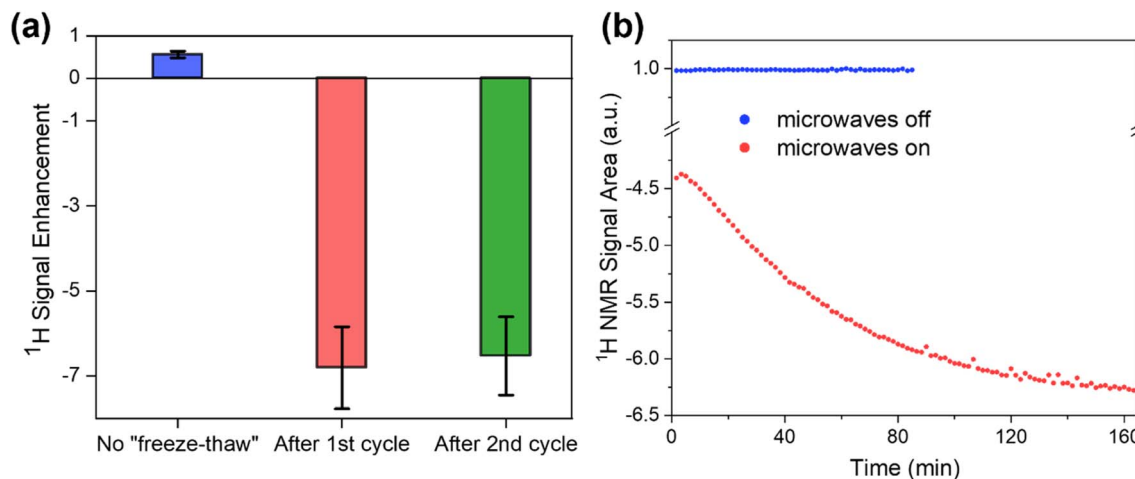 (a)
¹H Signal Enhancement
1
0
-1
-3
-5
-7
No "freeze-thaw"
After 1st cycle
After 2nd cycle
(b)
¹H NMR Signal Area (a.u.)
1.0
-4.5
-5.0
-5.5
-6.0
-6.5
microwaves off
microwaves on
0
40
80
120
160
Time (min)